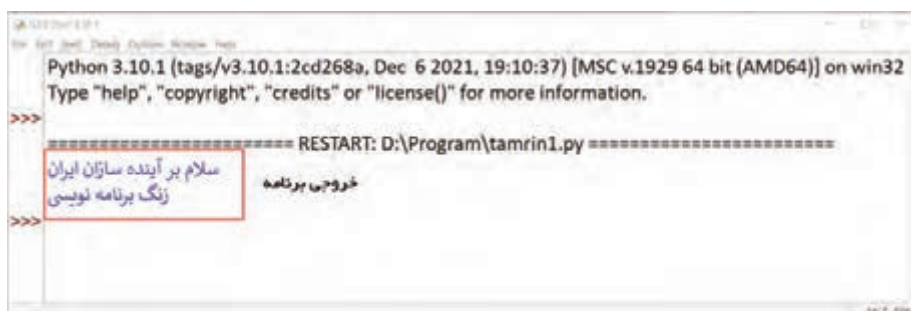 Python 3.10.1 (tags/v3.10.1:2cd268a, Dec 6 2021, 19:10:37) [MSC v.1929 64 bit (AMD64)] on win32
Type "help", "copyright", "credits" or "license()" for more information.
>>>
======================== RESTART: D:\Program\tamrin1.py ========================
سلام بر آینده سازان ایران
زنگ برنامه نویسی
خروجی برنامه
>>>